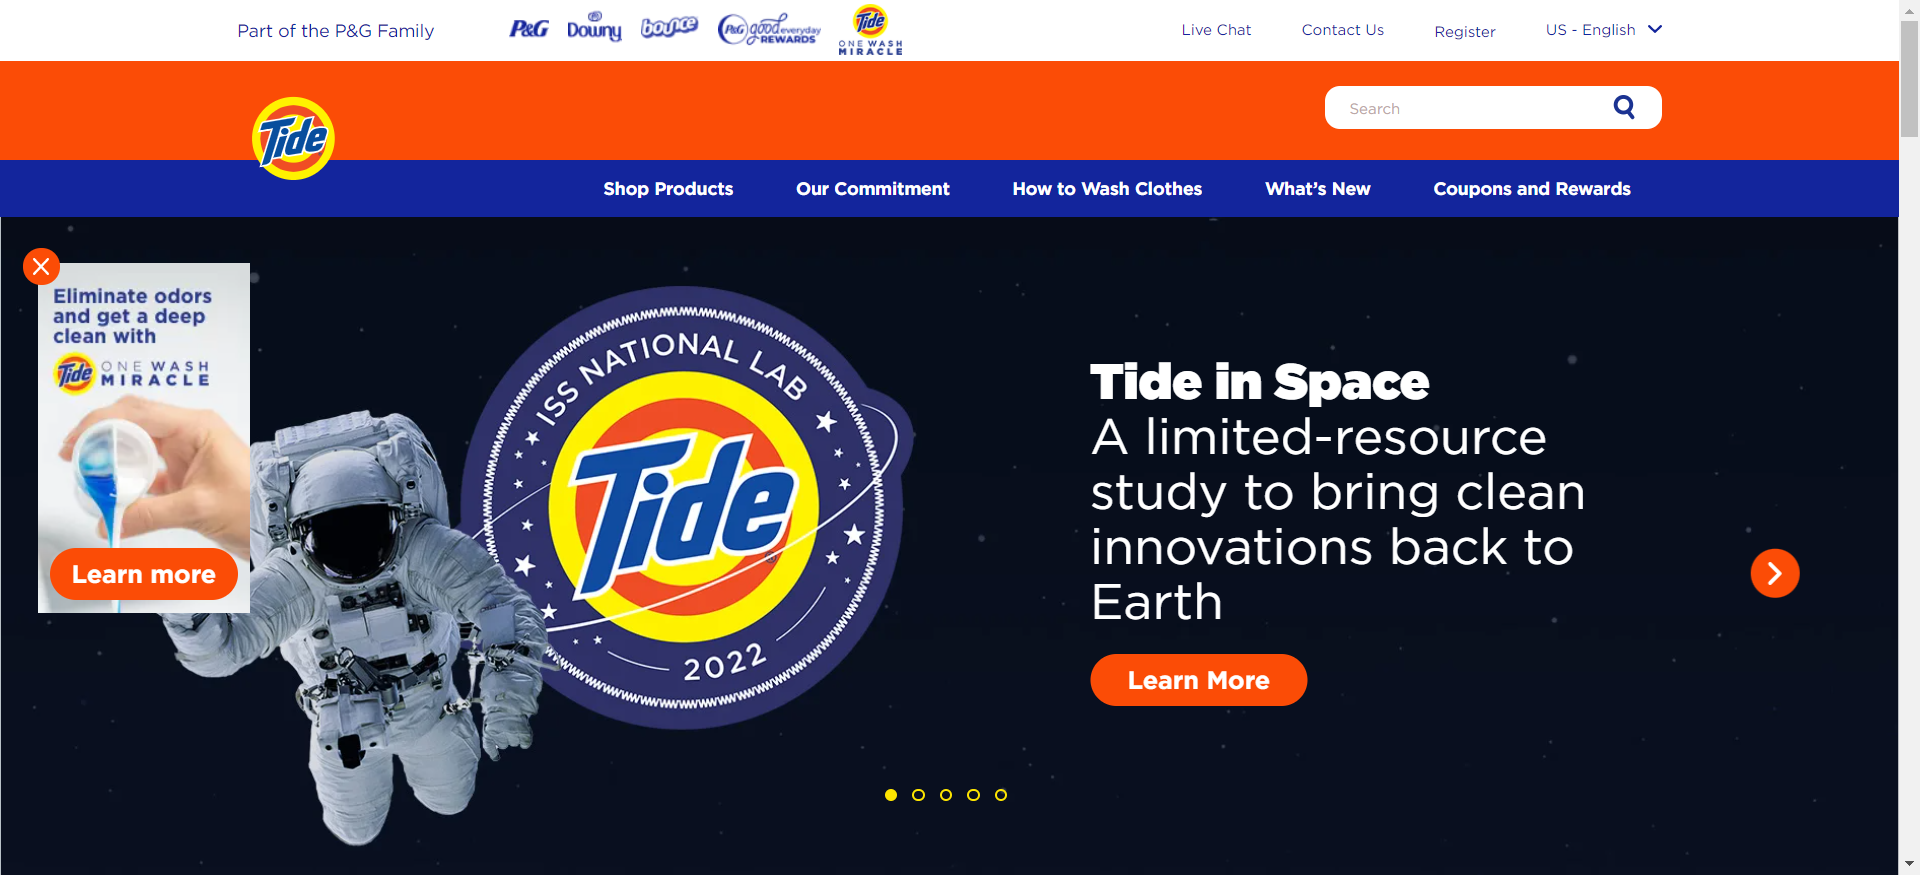 Part of the P&G Family
P&G
Downy
bounce
P&G good everyday
REWARDS
Tide
ONE WASH
MIRACLE
Live Chat
Contact Us
Register
US - English
Tide
Search
Shop Products
Our Commitment
How to Wash Clothes
What's New
Coupons and Rewards
Eliminate odors
and get a deep
clean with
Tide ONE WASH
MIRACLE
Learn more
ISS NATIONAL LAB
Tide
2022
Tide in Space
A limited-resource
study to bring clean
innovations back to
Earth
Learn More